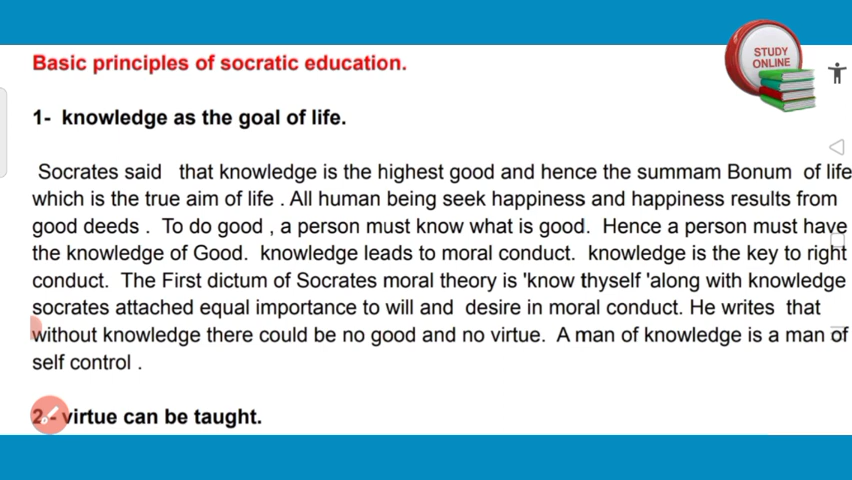 STUDY
ONLINE
Basic principles of socratic education.
1- knowledge as the goal of life.
Socrates said that knowledge is the highest good and hence the summam Bonum of life
which is the true aim of life . All human being seek happiness and happiness results from
good deeds . To do good , a person must know what is good. Hence a person must have
the knowledge of Good. knowledge leads to moral conduct. knowledge is the key to right
conduct. The First dictum of Socrates moral theory is 'know thyself 'along with knowledge
socrates attached equal importance to will and desire in moral conduct. He writes that
without knowledge there could be no good and no virtue. A man of knowledge is a man of
self control .
2- virtue can be taught.